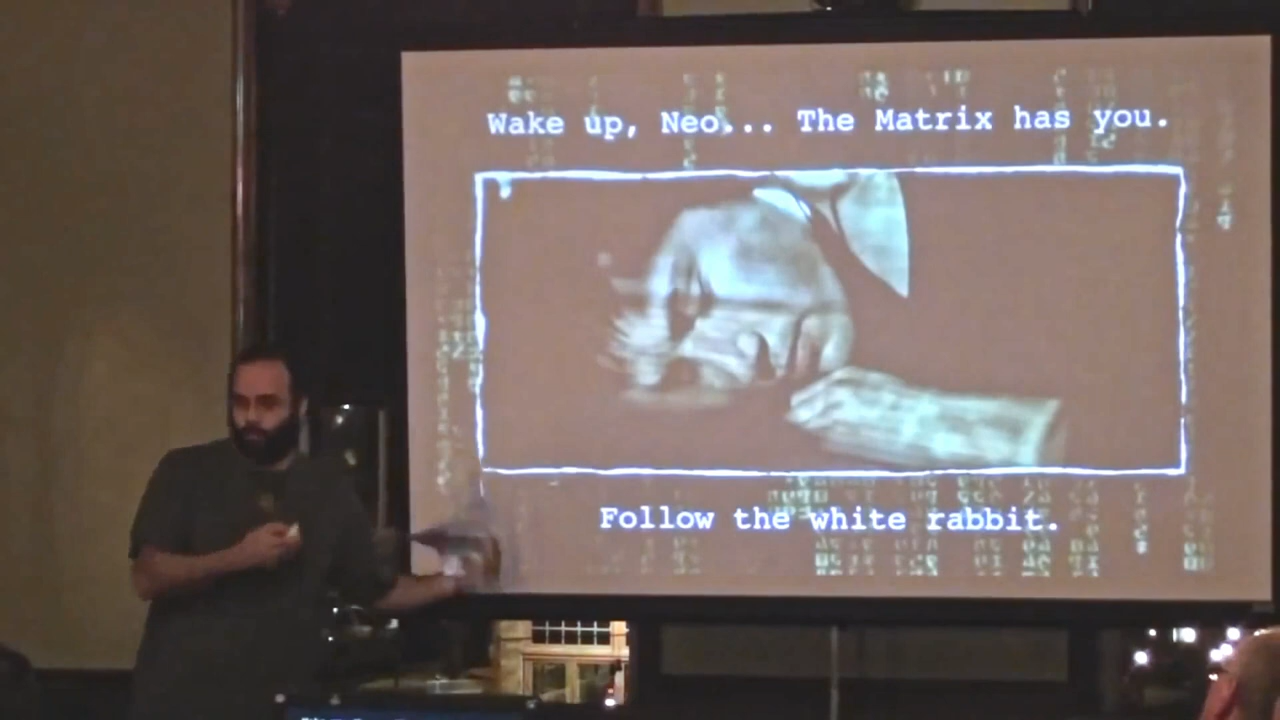 Wake up, Neo... The Matrix has you.
Follow the white rabbit.